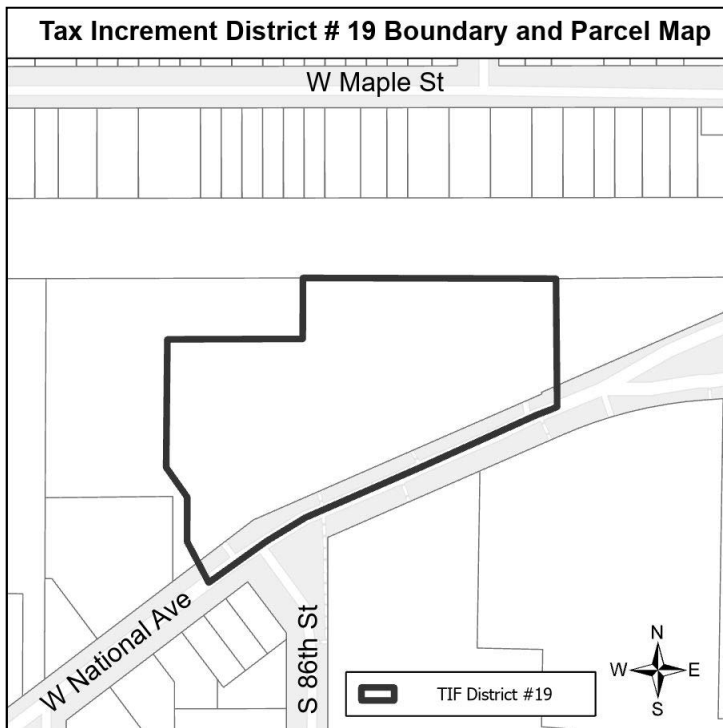 Tax Increment District # 19 Boundary and Parcel Map
W Maple St
W National Ave
S 86th St
TIF District #19
N
W
E
S